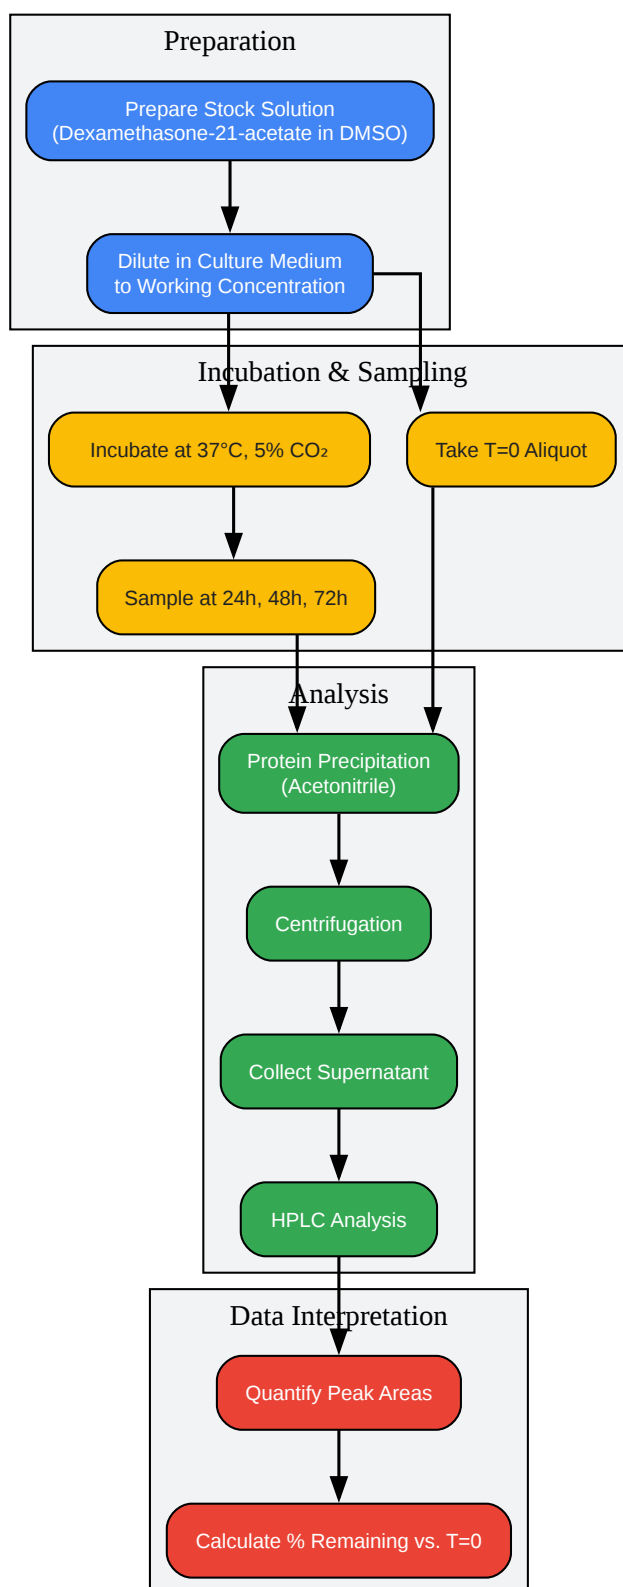 Preparation
Prepare Stock Solution
(Dexamethasone-21-acetate in DMSO)
Dilute in Culture Medium
to Working Concentration
Incubation & Sampling
Incubate at 37°C, 5% CO₂
Take T=0 Aliquot
Sample at 24h, 48h, 72h
Analysis
Protein Precipitation
(Acetonitrile)
Centrifugation
Collect Supernatant
HPLC Analysis
Data Interpretation
Quantify Peak Areas
Calculate % Remaining vs. T=0